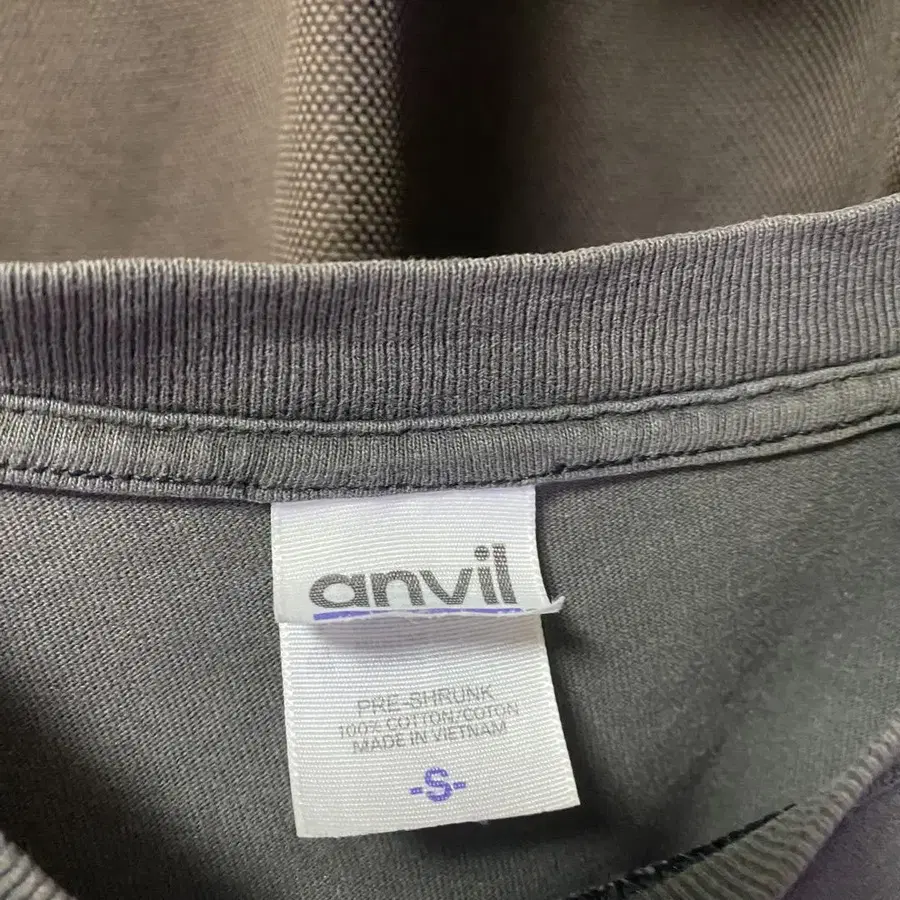 anvil
PRE-SHRUNK
100% COTTON/COTON
MADE IN VIETNAM
-S-